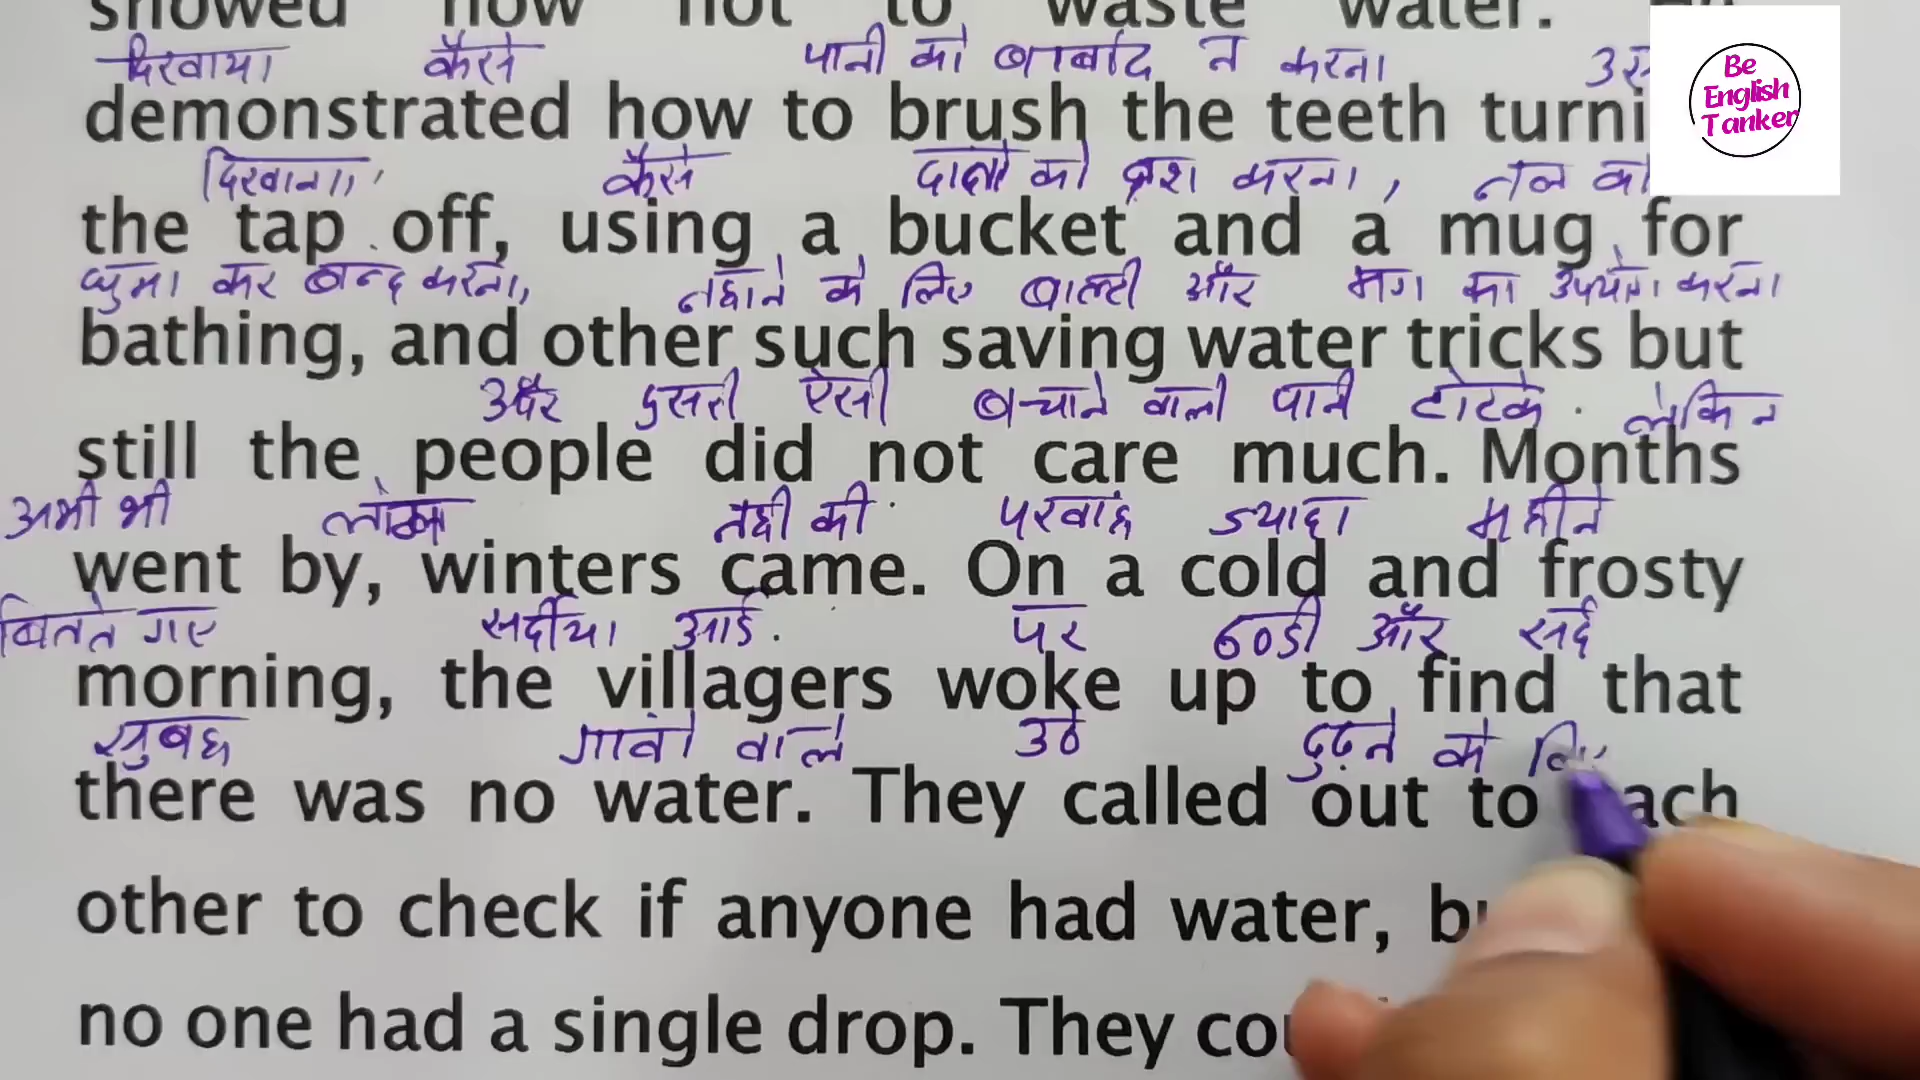 showed how not to waste water.
दिखाया कैसे पानी को बार्बाद न करना
demonstrated how to brush the teeth
दिखाना, कैसे दातों को ब्रश करना, नल को
the tap off, using a bucket and a mug for
घुमा कर बन्द करना, नहाने के लिए बाल्टी और मग का उपयोग करना
bathing, and other such saving water tricks but
और दुसरी ऐसी बचाने वाली पानी टोटके. लेकिन
still the people did not care much. Months
अभी भी नही की परवाह ज्यादा महीने
went by, winters came. On a cold and frosty
बितते गए सर्दीया आई. पर ठण्डी और सर्द
morning, the villagers woke up to find that
सुबह गावों वाले उठे ढुढ़ने के
there was no water. They called out to
other to check if anyone had water,
no one had a single drop. They
Be
English
Tanker